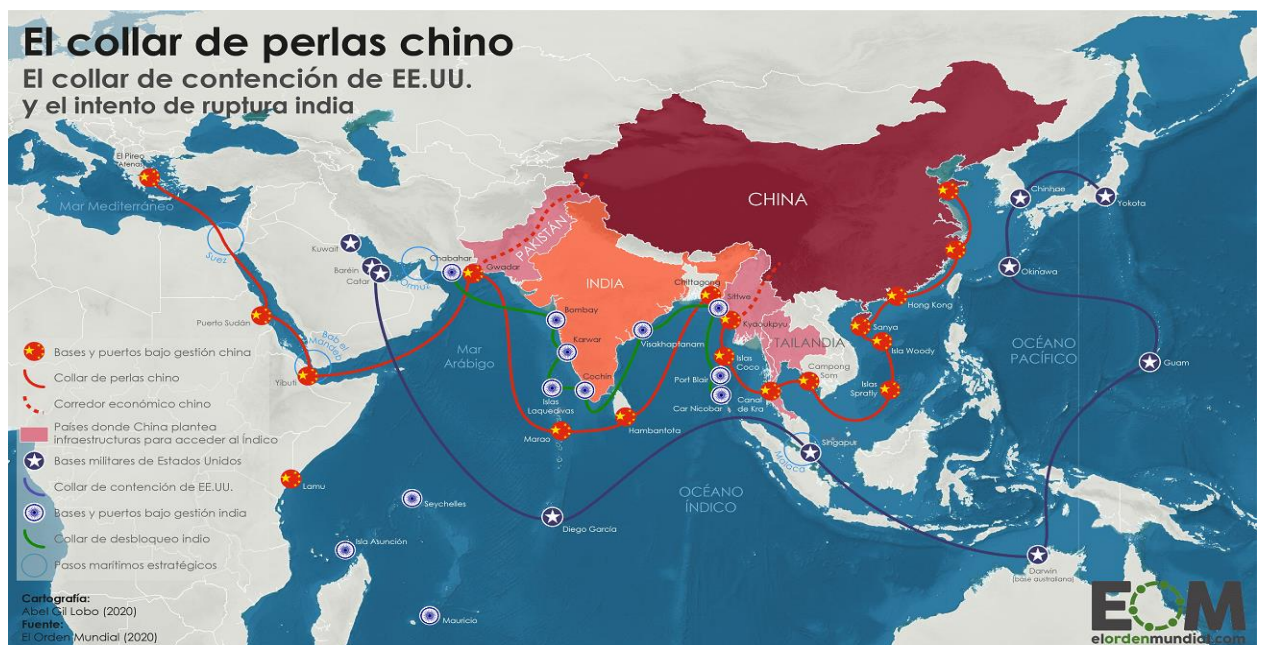 El collar de perlas chino
El collar de contención de EE.UU.
y el intento de ruptura india
El Pireo
(Atenas)
Mar Mediterráneo
Suez
Kuwait
Baréin
Catar
Ormuz
Chabahar
Gwadar
PAKISTÁN
INDIA
CHINA
Chinhae
Yokota
Okinawa
Hong Kong
Chittagong
Sittwe
Kyaoukpyu
Sanya
Isla Woody
TAILANDIA
OCÉANO
PACÍFICO
Guam
Puerto Sudán
Bab el
Mandeb
Yibuti
Mar
Arábigo
Bombay
Karwar
Visakhaptanam
Cochín
Islas
Laquedivas
Islas
Coco
Port Blair
Car Nicobar
Canal
de Kra
Campong
Som
Islas
Spratly
Marao
Hambantota
Singapur
Malaca
Lamu
Seychelles
Diego García
OCÉANO
ÍNDICO
Isla Asunción
Mauricio
Darwin
(base australiana)
Bases y puertos bajo gestión china
Collar de perlas chino
Corredor económico chino
Países donde China plantea
infraestructuras para acceder al Índico
Bases militares de Estados Unidos
Collar de contención de EE.UU.
Bases y puertos bajo gestión india
Collar de desbloqueo indio
Pasos marítimos estratégicos
Cartografía:
Abel Gil Lobo (2020)
Fuente:
El Orden Mundial (2020)
EOM
elordenmundial.com